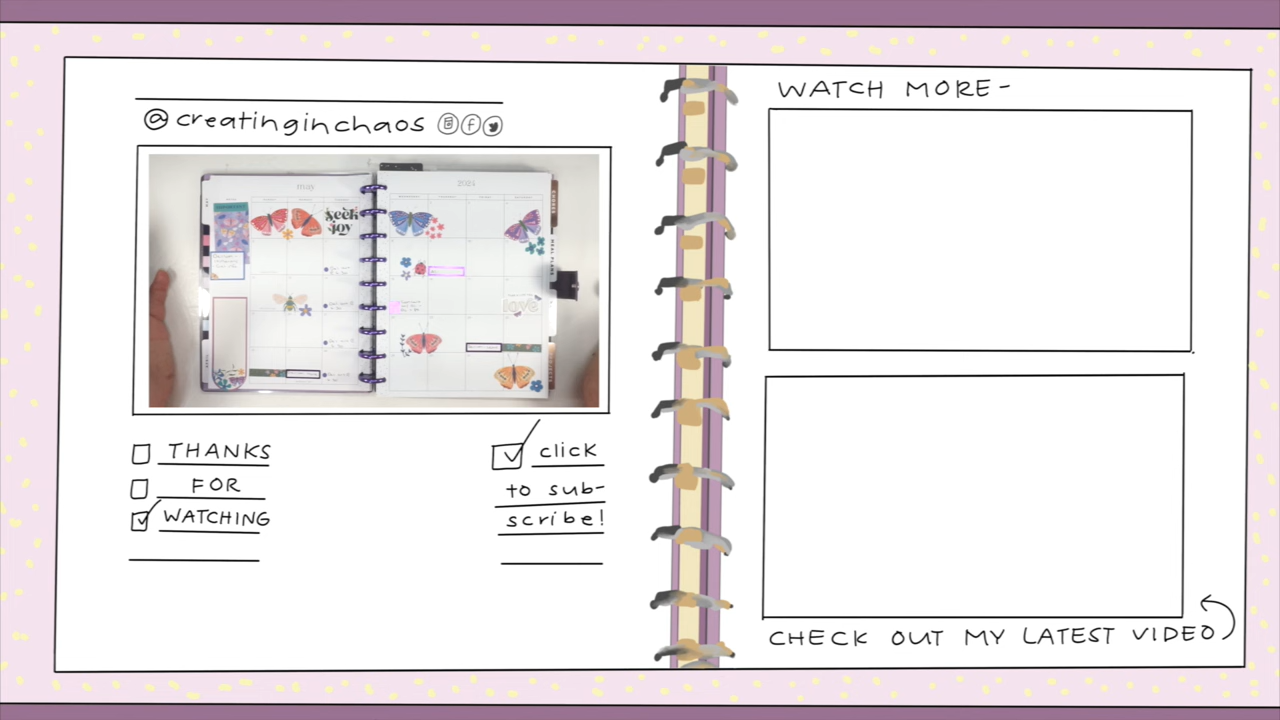 @creatinginchaos
may
2024
seek
joy
love
THANKS
FOR
WATCHING
click
to sub-
scribe!
WATCH MORE-
CHECK OUT MY LATEST VIDEO